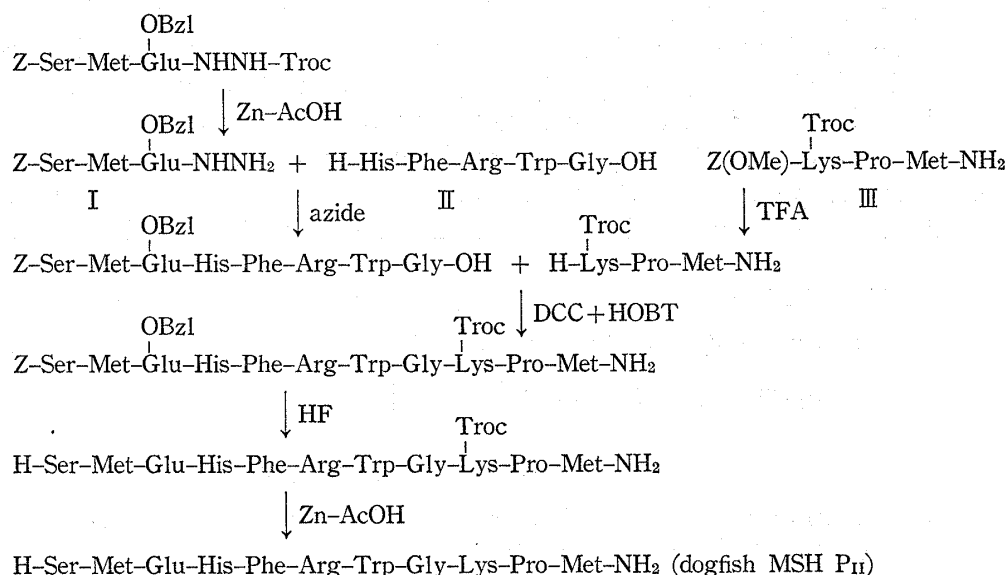 OBzl
Z–Ser–Met–Glu–NHNH–Troc
Zn–AcOH
OBzl
Troc
Z–Ser–Met–Glu–NHNH₂ + H–His–Phe–Arg–Trp–Gly–OH Z(OMe)–Lys–Pro–Met–NH₂
I II III
azide TFA
OBzl
Troc
Z–Ser–Met–Glu–His–Phe–Arg–Trp–Gly–OH + H–Lys–Pro–Met–NH₂
DCC+HOBT
OBzl Troc
Z–Ser–Met–Glu–His–Phe–Arg–Trp–Gly–Lys–Pro–Met–NH₂
HF
Troc
H–Ser–Met–Glu–His–Phe–Arg–Trp–Gly–Lys–Pro–Met–NH₂
Zn–AcOH
H–Ser–Met–Glu–His–Phe–Arg–Trp–Gly–Lys–Pro–Met–NH₂ (dogfish MSH PII)